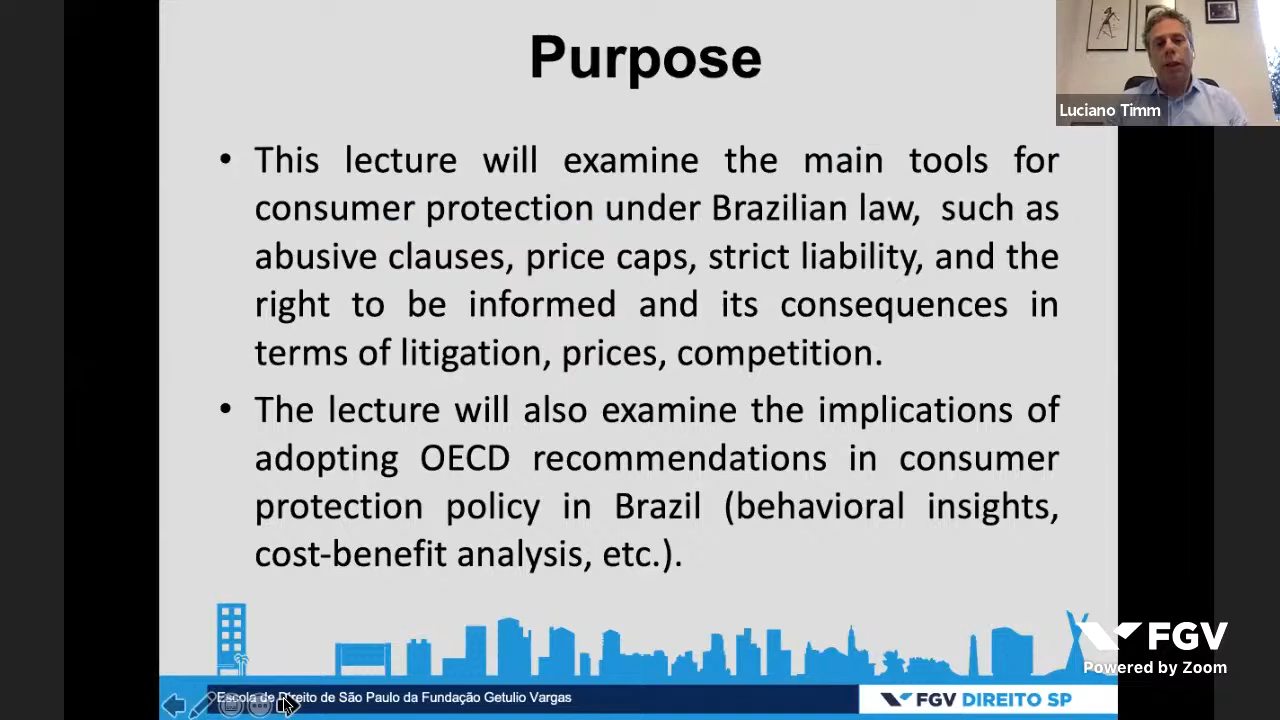 Purpose
Luciano Timm
• This lecture will examine the main tools for
consumer protection under Brazilian law, such as
abusive clauses, price caps, strict liability, and the
right to be informed and its consequences in
terms of litigation, prices, competition.
• The lecture will also examine the implications of
adopting OECD recommendations in consumer
protection policy in Brazil (behavioral insights,
cost-benefit analysis, etc.).
FGV
Powered by Zoom
Escola de Direito de São Paulo da Fundação Getulio Vargas
FGV DIREITO SP